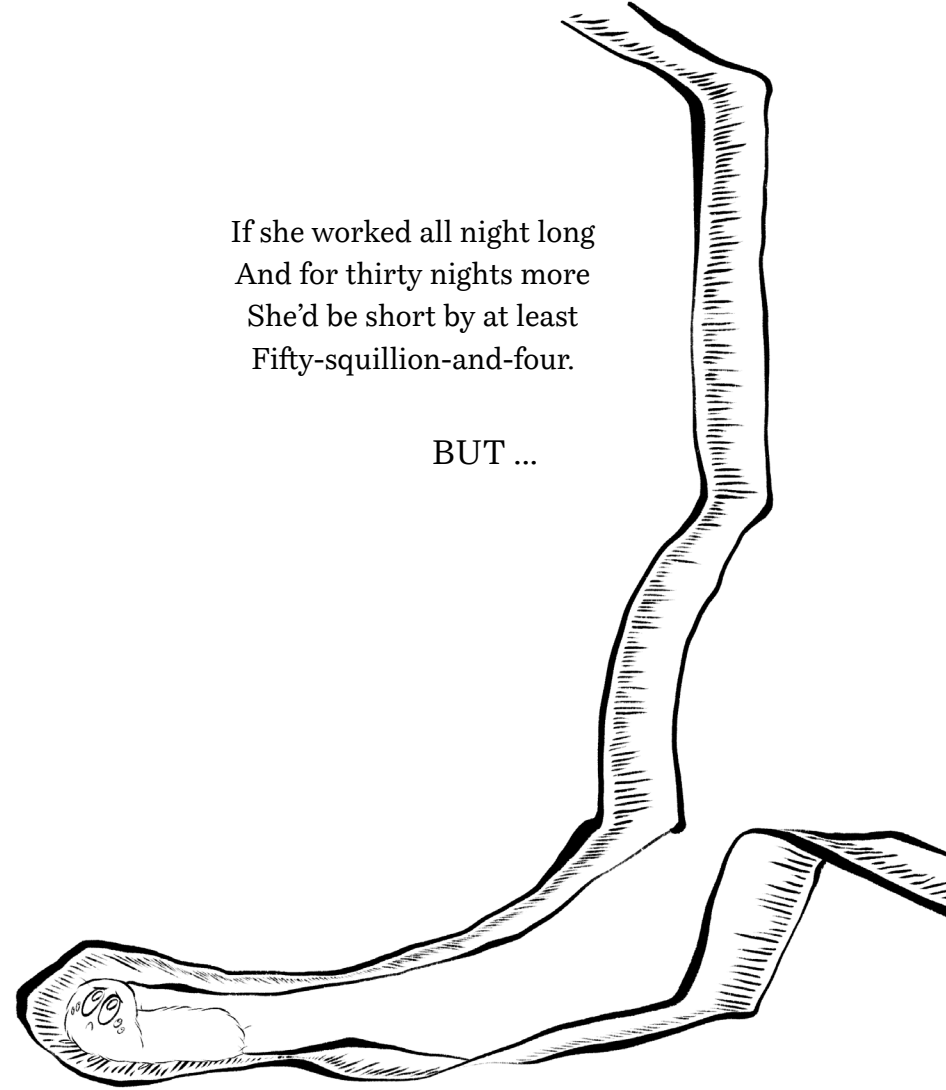 If she worked all night long
And for thirty nights more
She’d be short by at least
Fifty-squillion-and-four.
BUT ...